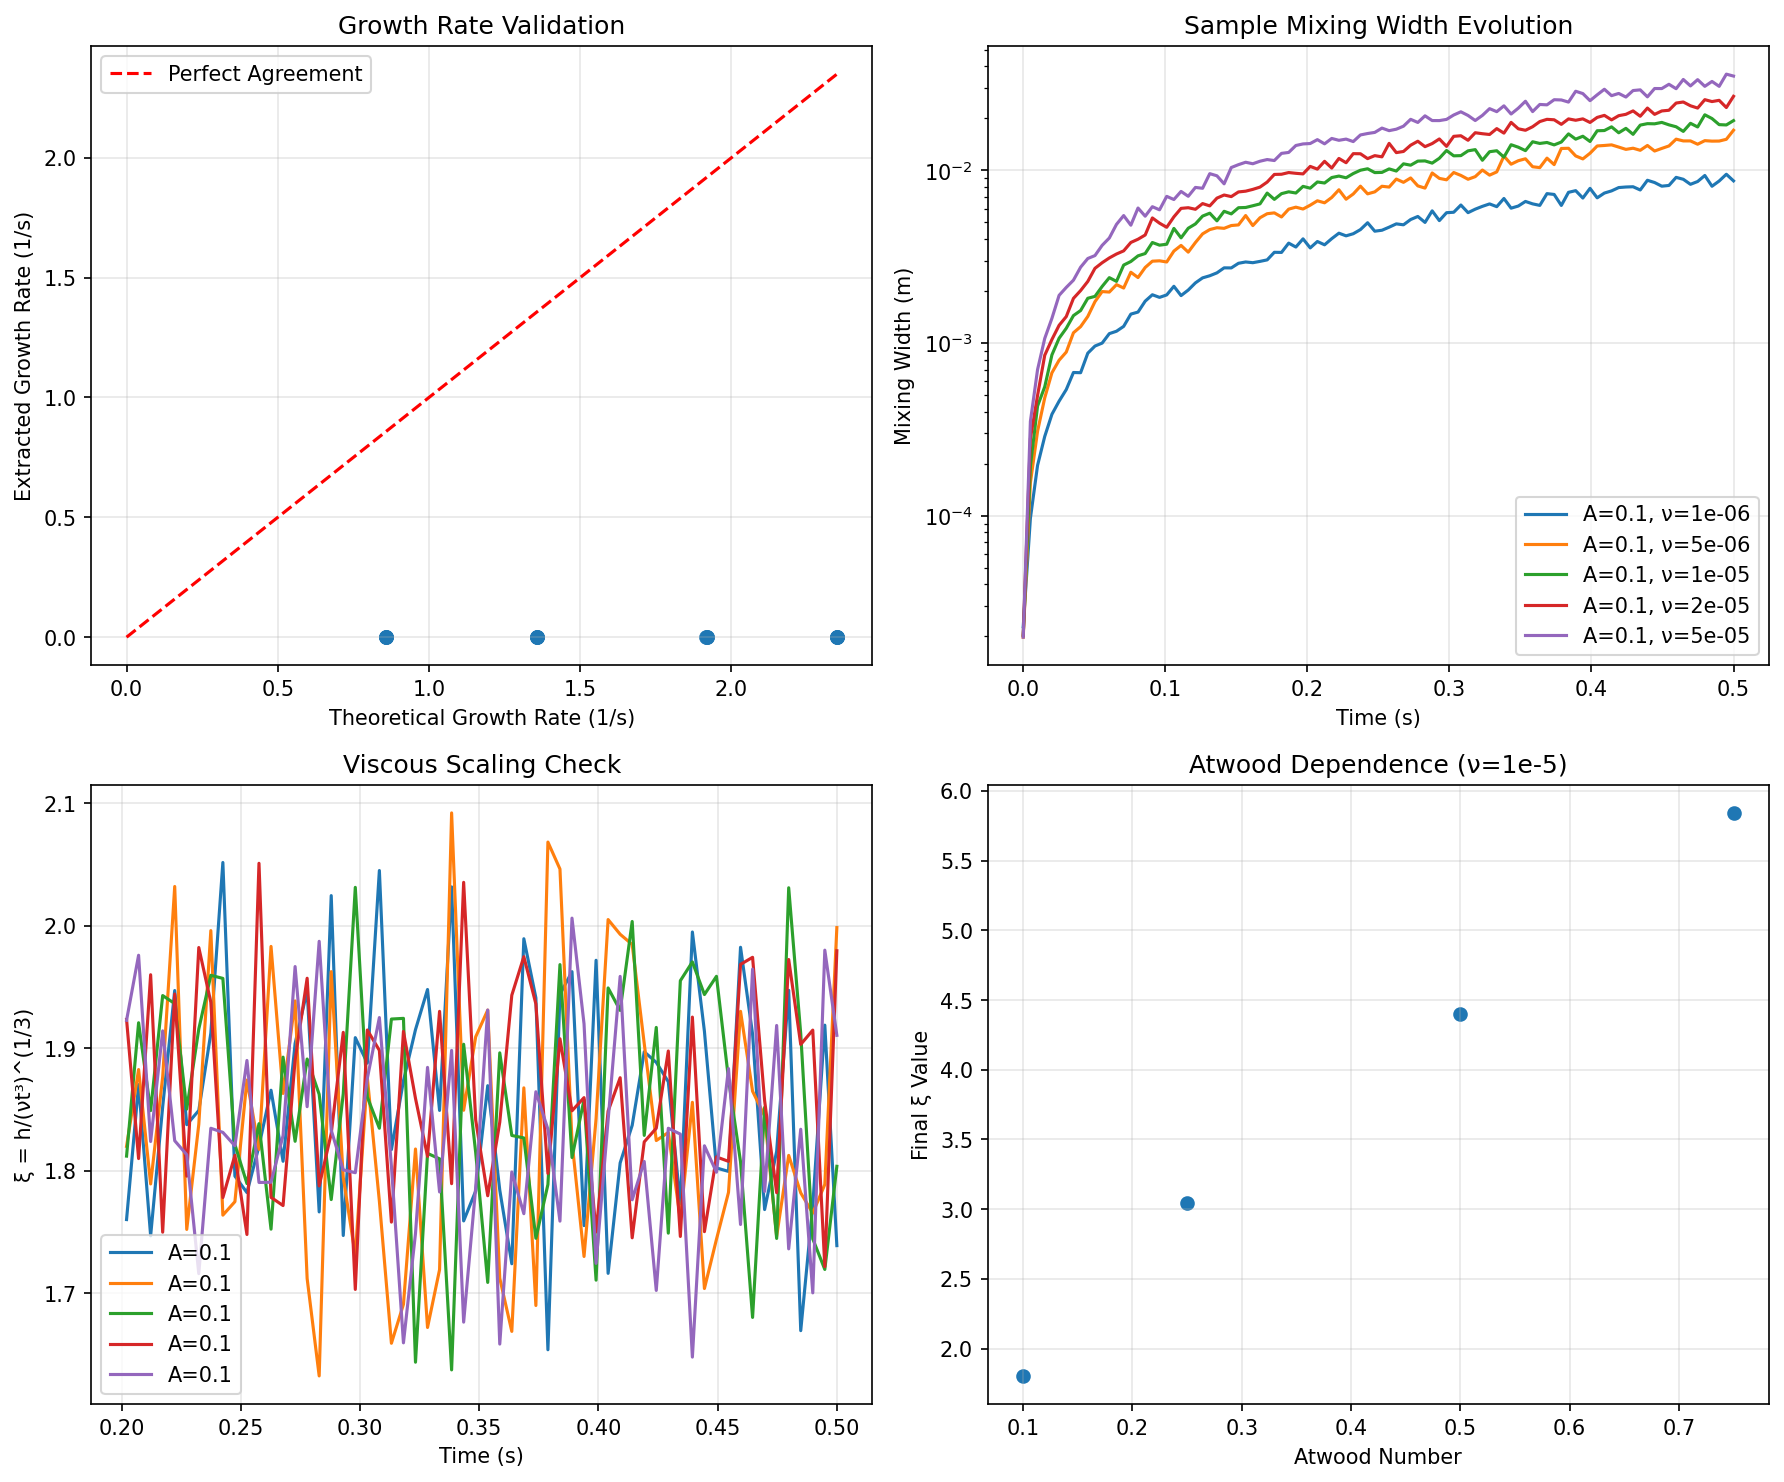 Growth Rate Validation
Perfect Agreement
Extracted Growth Rate (1/s)
2.0
1.5
1.0
0.5
0.0
0.0 0.5 1.0 1.5 2.0
Theoretical Growth Rate (1/s)
Sample Mixing Width Evolution
Mixing Width (m)
10⁻²
10⁻³
10⁻⁴
A=0.1, ν=1e-06
A=0.1, ν=5e-06
A=0.1, ν=1e-05
A=0.1, ν=2e-05
A=0.1, ν=5e-05
0.0 0.1 0.2 0.3 0.4 0.5
Time (s)
Viscous Scaling Check
ξ = h/(νt³)^(1/3)
2.1
2.0
1.9
1.8
1.7
A=0.1
A=0.1
A=0.1
A=0.1
A=0.1
0.20 0.25 0.30 0.35 0.40 0.45 0.50
Time (s)
Atwood Dependence (ν=1e-5)
Final ξ Value
6.0
5.5
5.0
4.5
4.0
3.5
3.0
2.5
2.0
0.1 0.2 0.3 0.4 0.5 0.6 0.7
Atwood Number